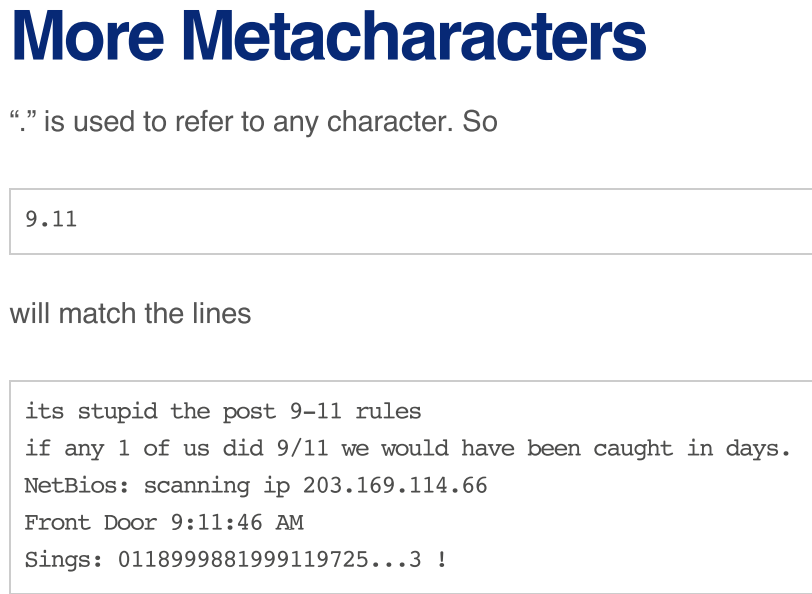 More Metacharacters
“.” is used to refer to any character. So
9.11
will match the lines
its stupid the post 9-11 rules
if any 1 of us did 9/11 we would have been caught in days.
NetBios: scanning ip 203.169.114.66
Front Door 9:11:46 AM
Sings: 0118999881999119725...3 !